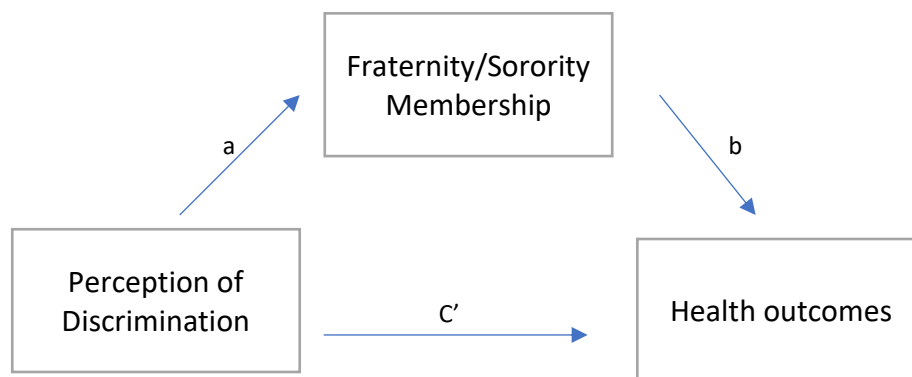 Fraternity/Sorority
Membership
a
b
Perception of
Discrimination
C’
Health outcomes